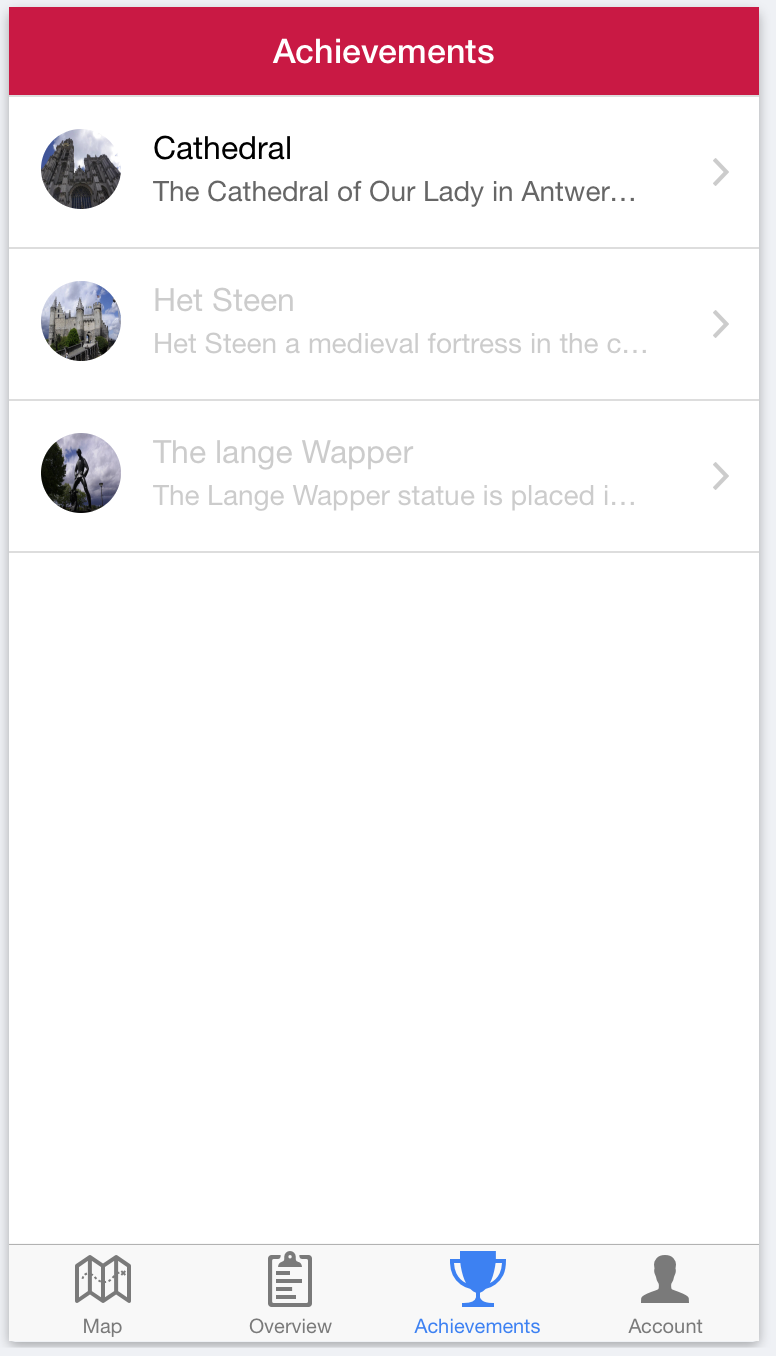 Achievements
Cathedral
The Cathedral of Our Lady in Antwer…
Het Steen
Het Steen a medieval fortress in the c…
The lange Wapper
The Lange Wapper statue is placed i…
Map
Overview
Achievements
Account